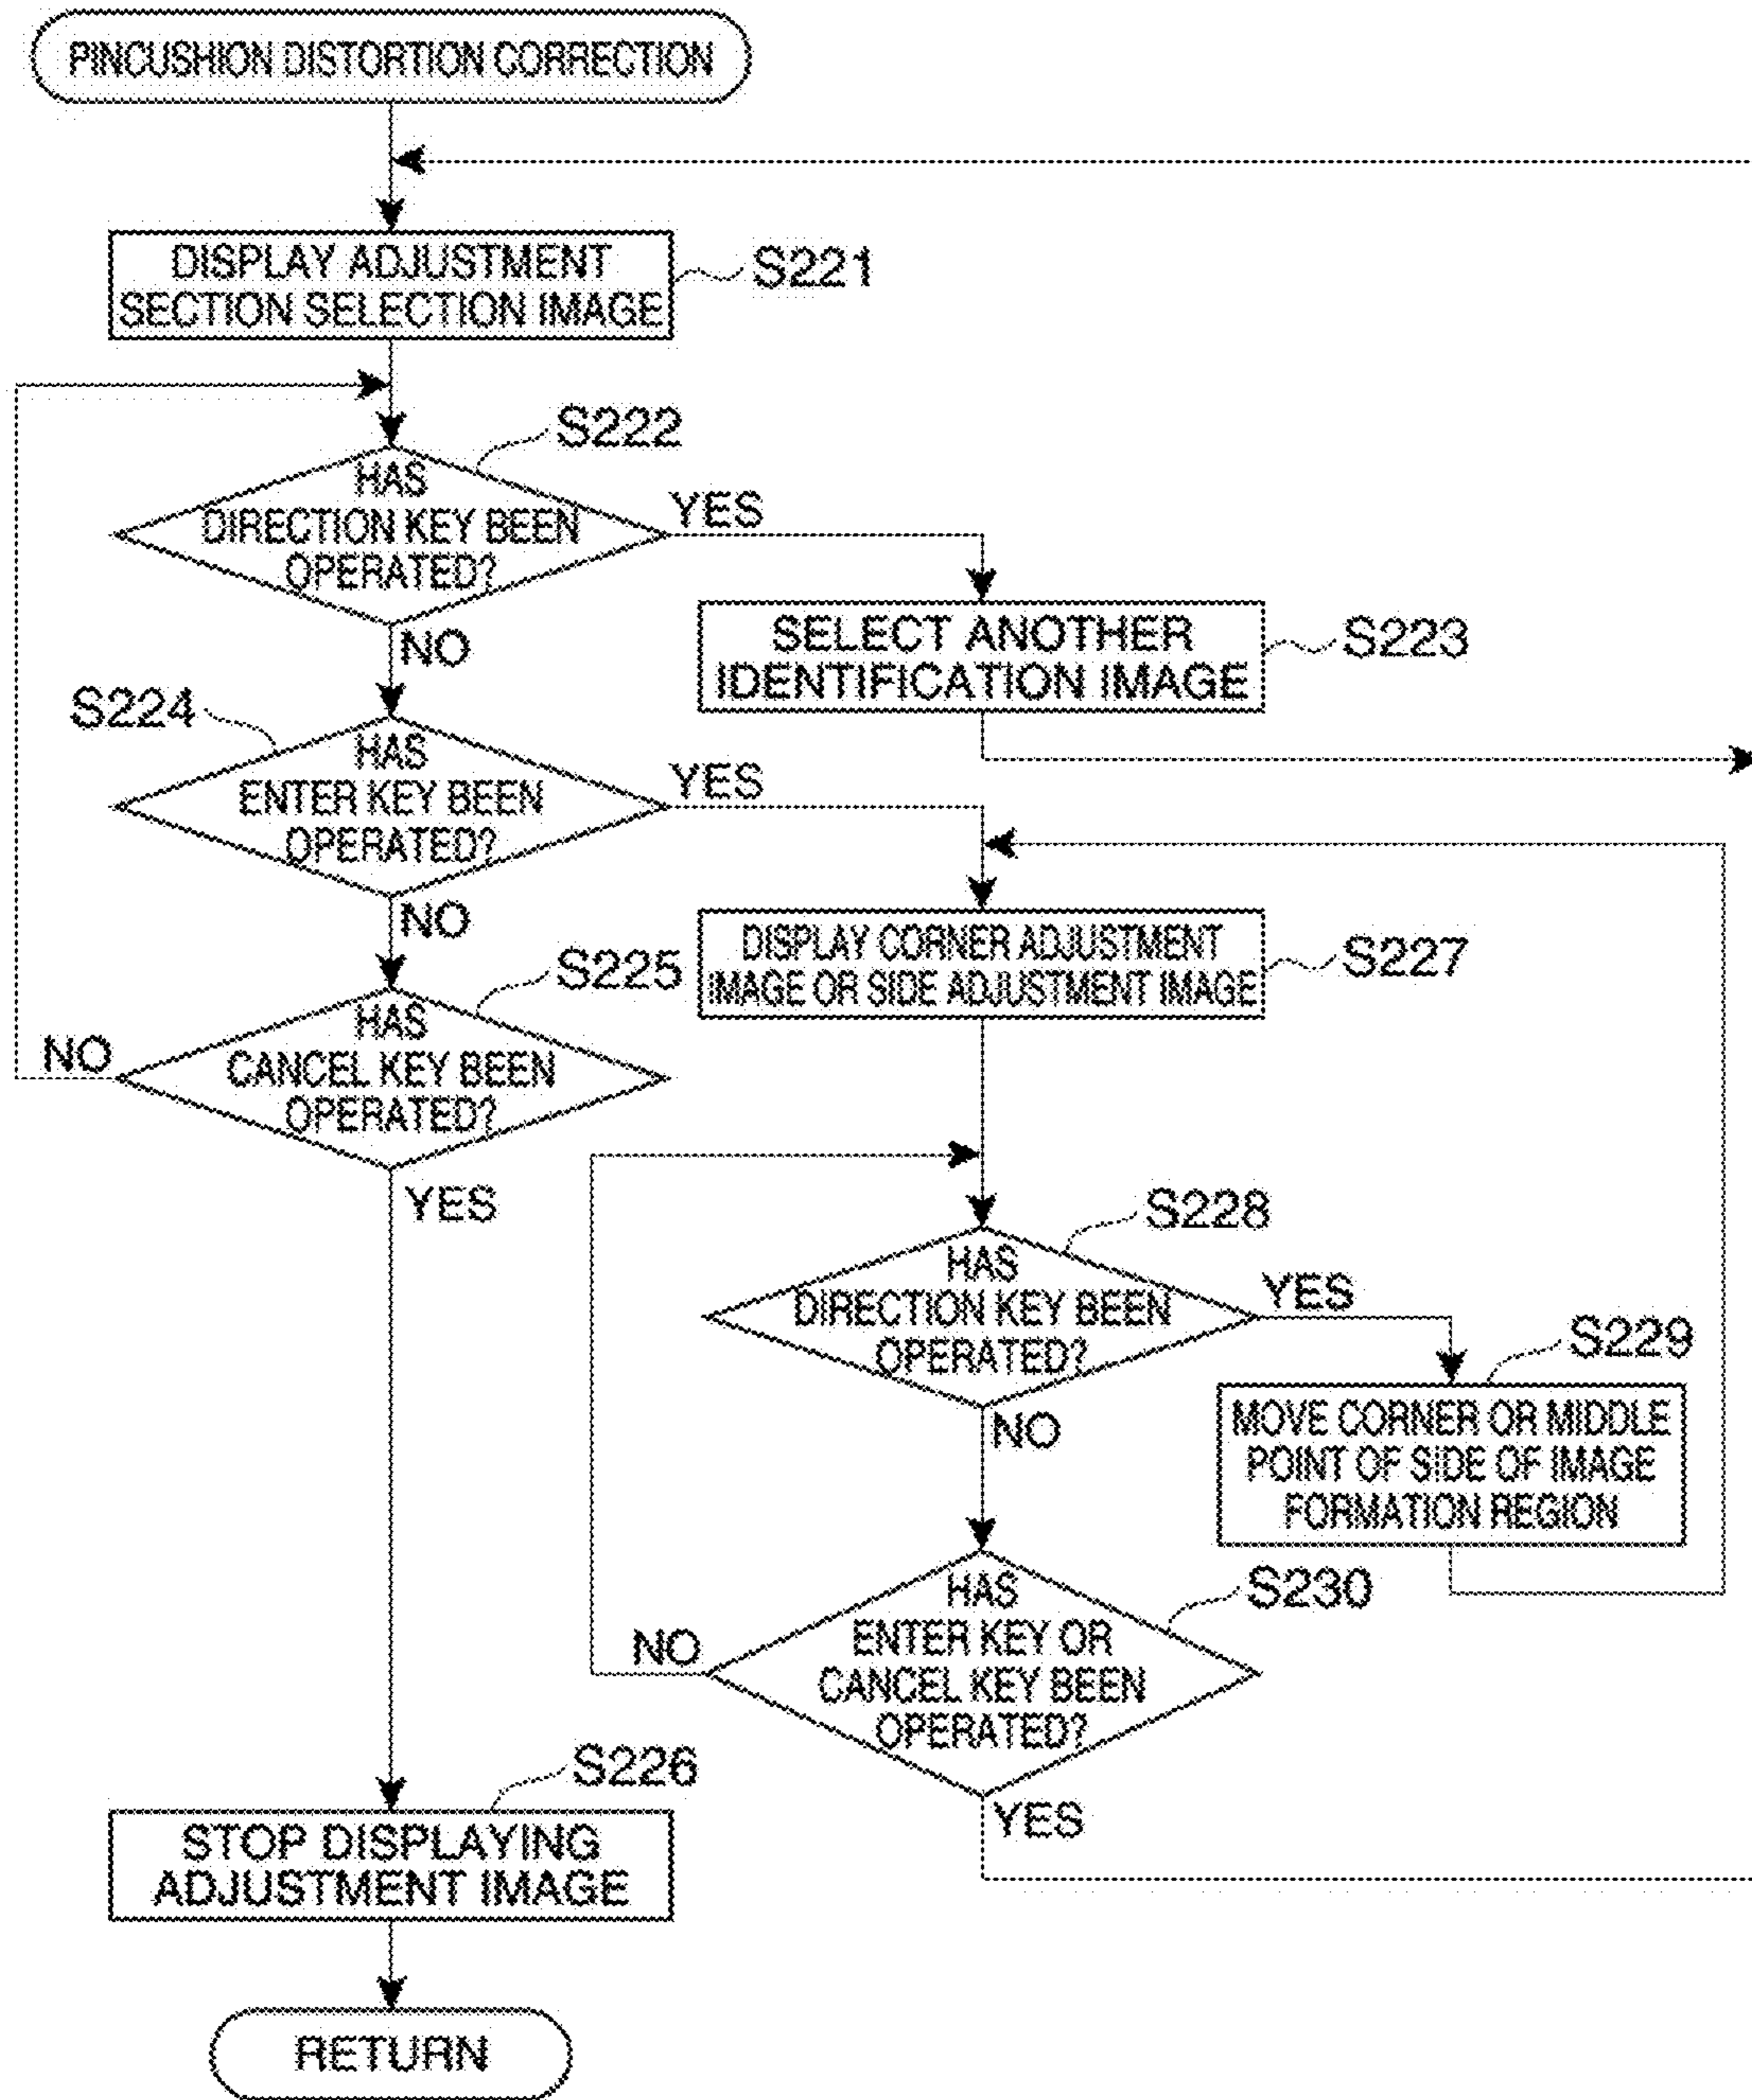 PINCUSHION DISTORTION CORRECTION
DISPLAY ADJUSTMENT
SECTION SELECTION IMAGE
S221
S222
HAS
DIRECTION KEY BEEN
OPERATED?
YES
NO
SELECT ANOTHER
IDENTIFICATION IMAGE
S223
S224
HAS
ENTER KEY BEEN
OPERATED?
YES
NO
DISPLAY CORNER ADJUSTMENT
IMAGE OR SIDE ADJUSTMENT IMAGE
S227
S225
HAS
CANCEL KEY BEEN
OPERATED?
NO
YES
S228
HAS
DIRECTION KEY BEEN
OPERATED?
YES
NO
S229
MOVE CORNER OR MIDDLE
POINT OF SIDE OF IMAGE
FORMATION REGION
S230
HAS
ENTER KEY OR
CANCEL KEY BEEN
OPERATED?
NO
YES
S226
STOP DISPLAYING
ADJUSTMENT IMAGE
RETURN